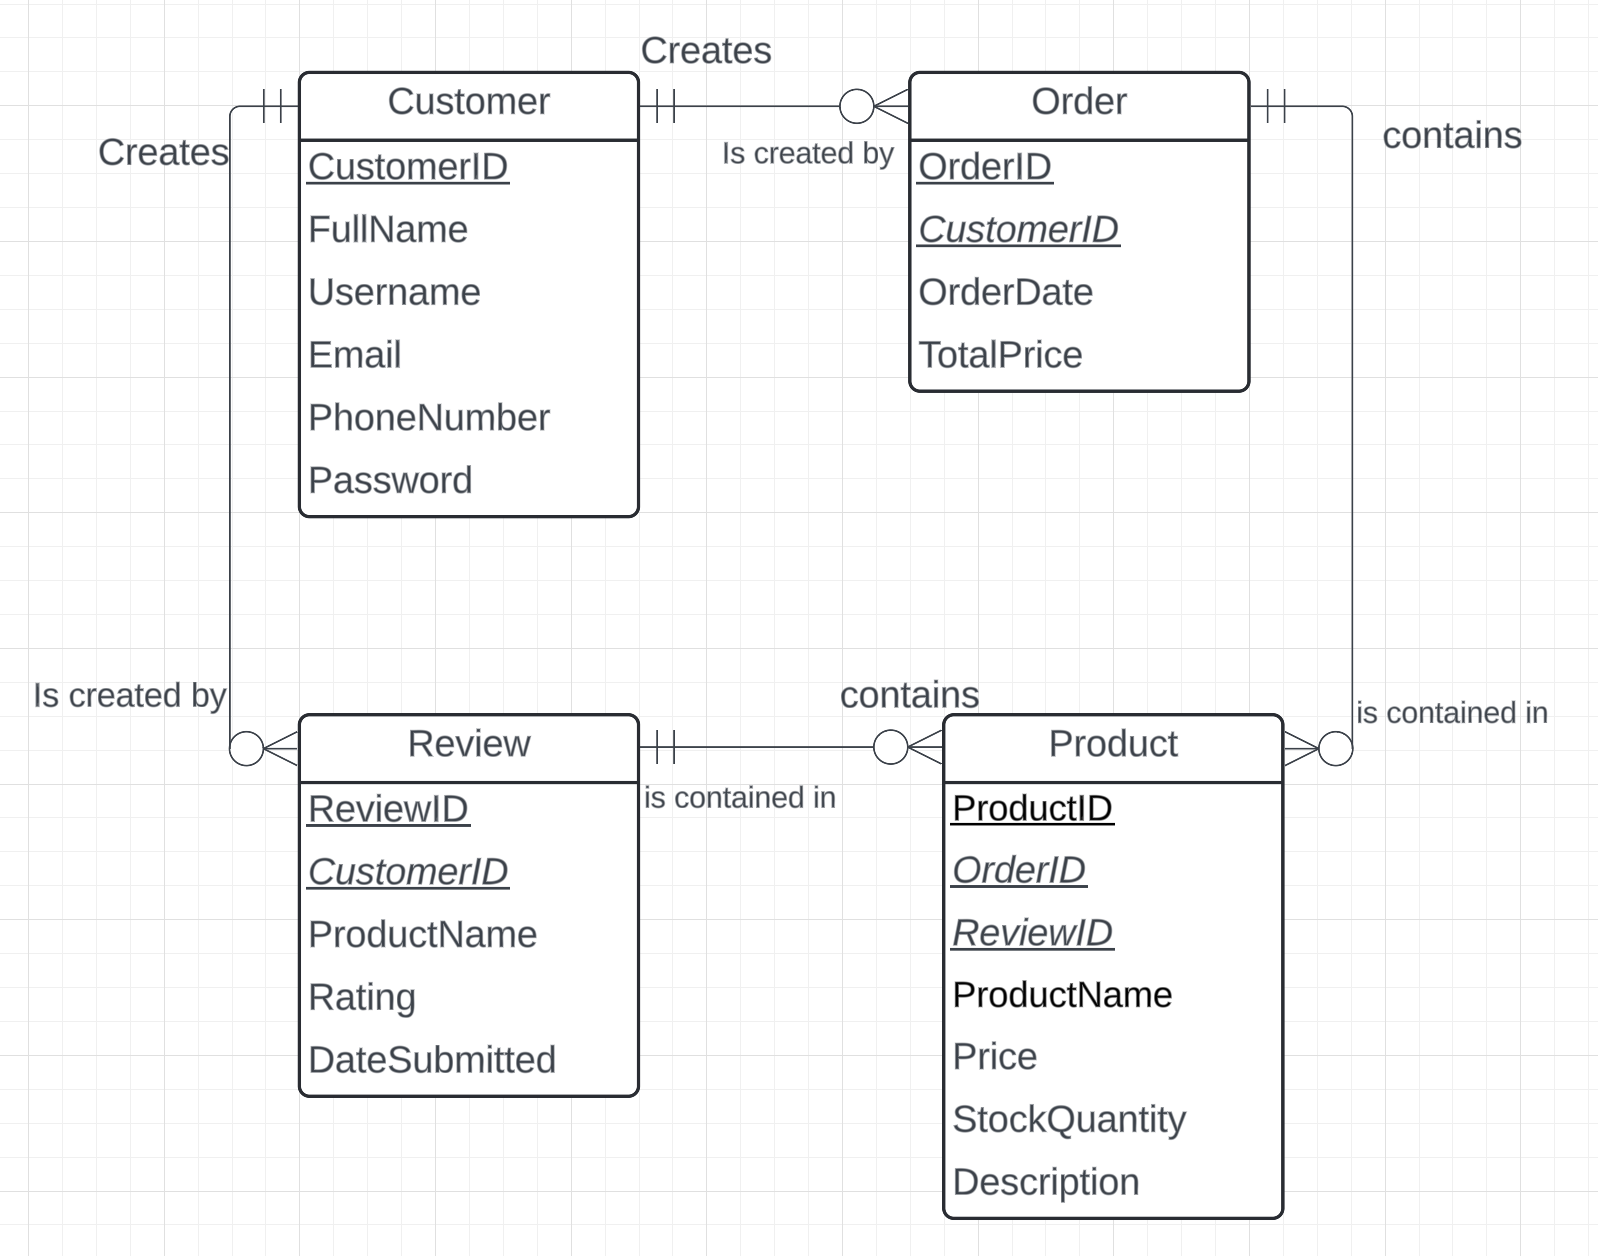 Creates
Customer
Order
Creates
Is created by
contains
CustomerID
FullName
Username
Email
PhoneNumber
Password
OrderID
CustomerID
OrderDate
TotalPrice
Is created by
contains
is contained in
Review
Product
is contained in
ReviewID
CustomerID
ProductName
Rating
DateSubmitted
ProductID
OrderID
ReviewID
ProductName
Price
StockQuantity
Description